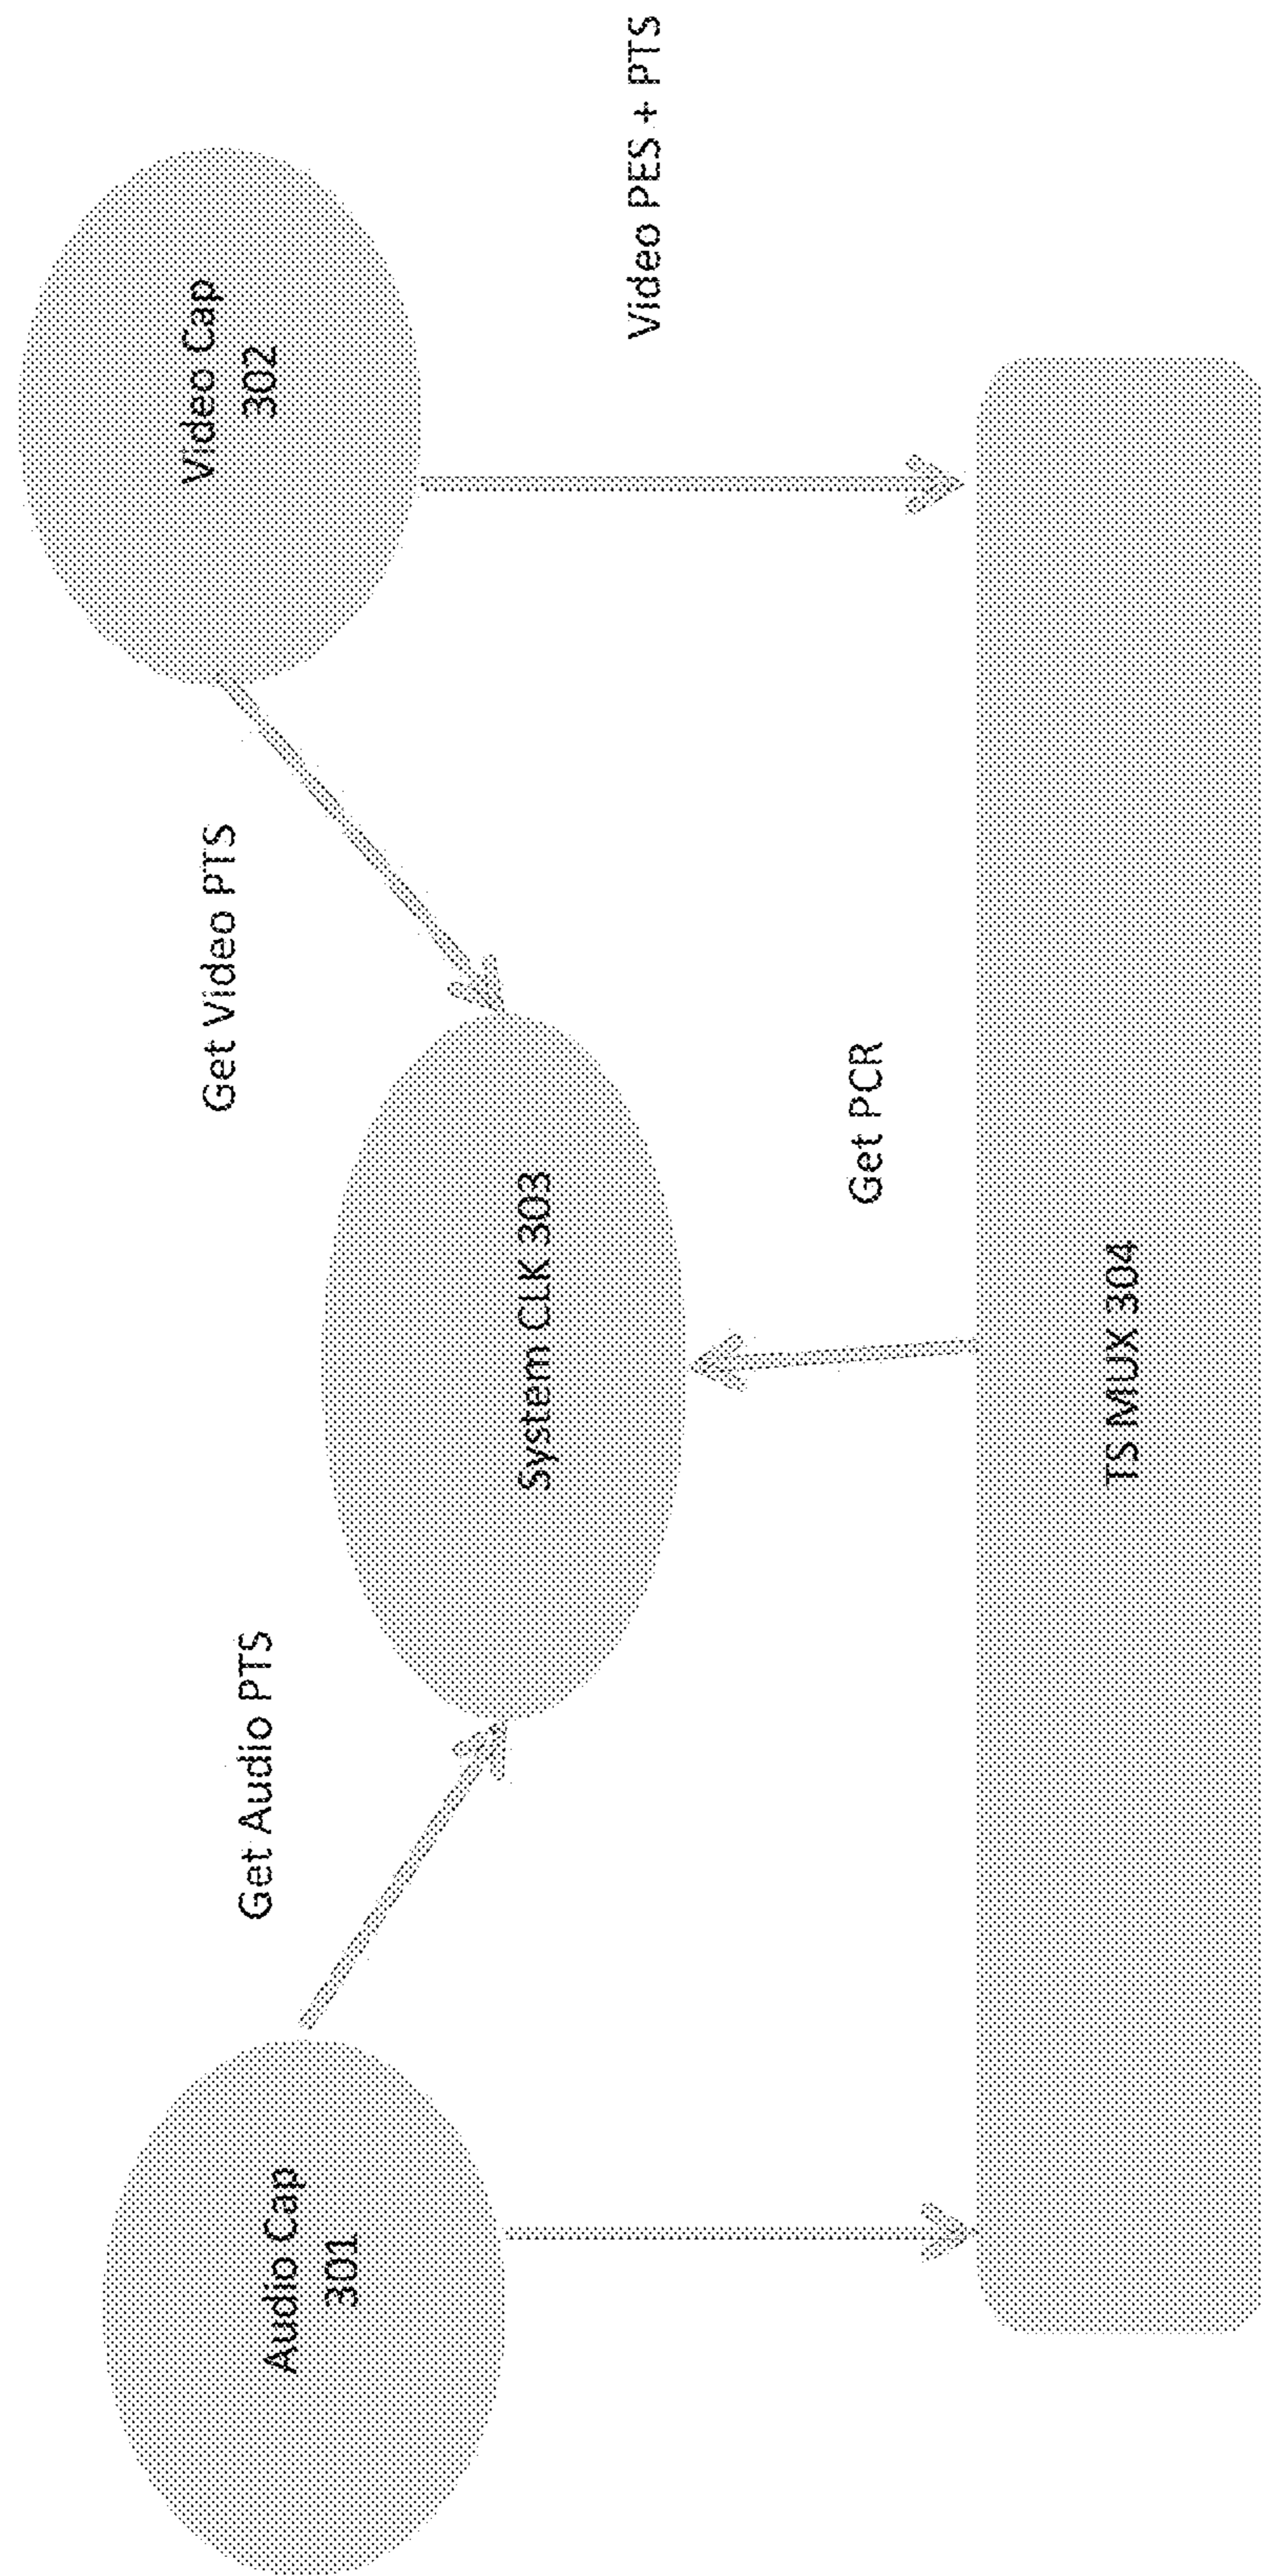 Audio Cap
301
Get Audio PTS
System CLK 303
Get Video PTS
Video Cap
302
Video PES + PTS
Get PCR
TS MUX 304